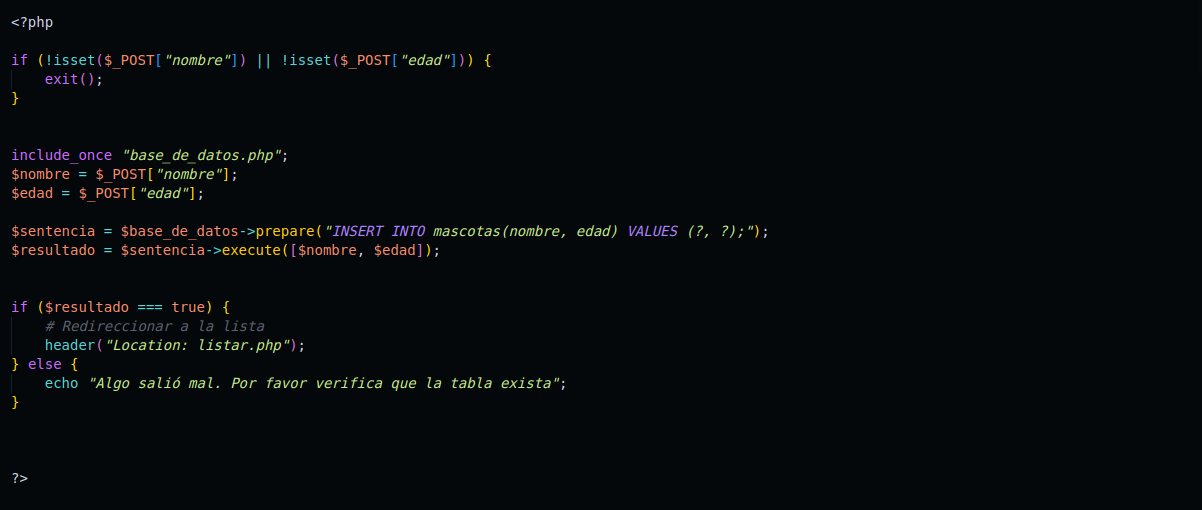 <?php
if (!isset($_POST["nombre"]) || !isset($_POST["edad"])) {
    exit();
}
include_once "base_de_datos.php";
$nombre = $_POST["nombre"];
$edad = $_POST["edad"];
$sentencia = $base_de_datos->prepare("INSERT INTO mascotas(nombre, edad) VALUES (?, ?);");
$resultado = $sentencia->execute([$nombre, $edad]);
if ($resultado === true) {
    # Redireccionar a la lista
    header("Location: listar.php");
} else {
    echo "Algo salió mal. Por favor verifica que la tabla exista";
}
?>